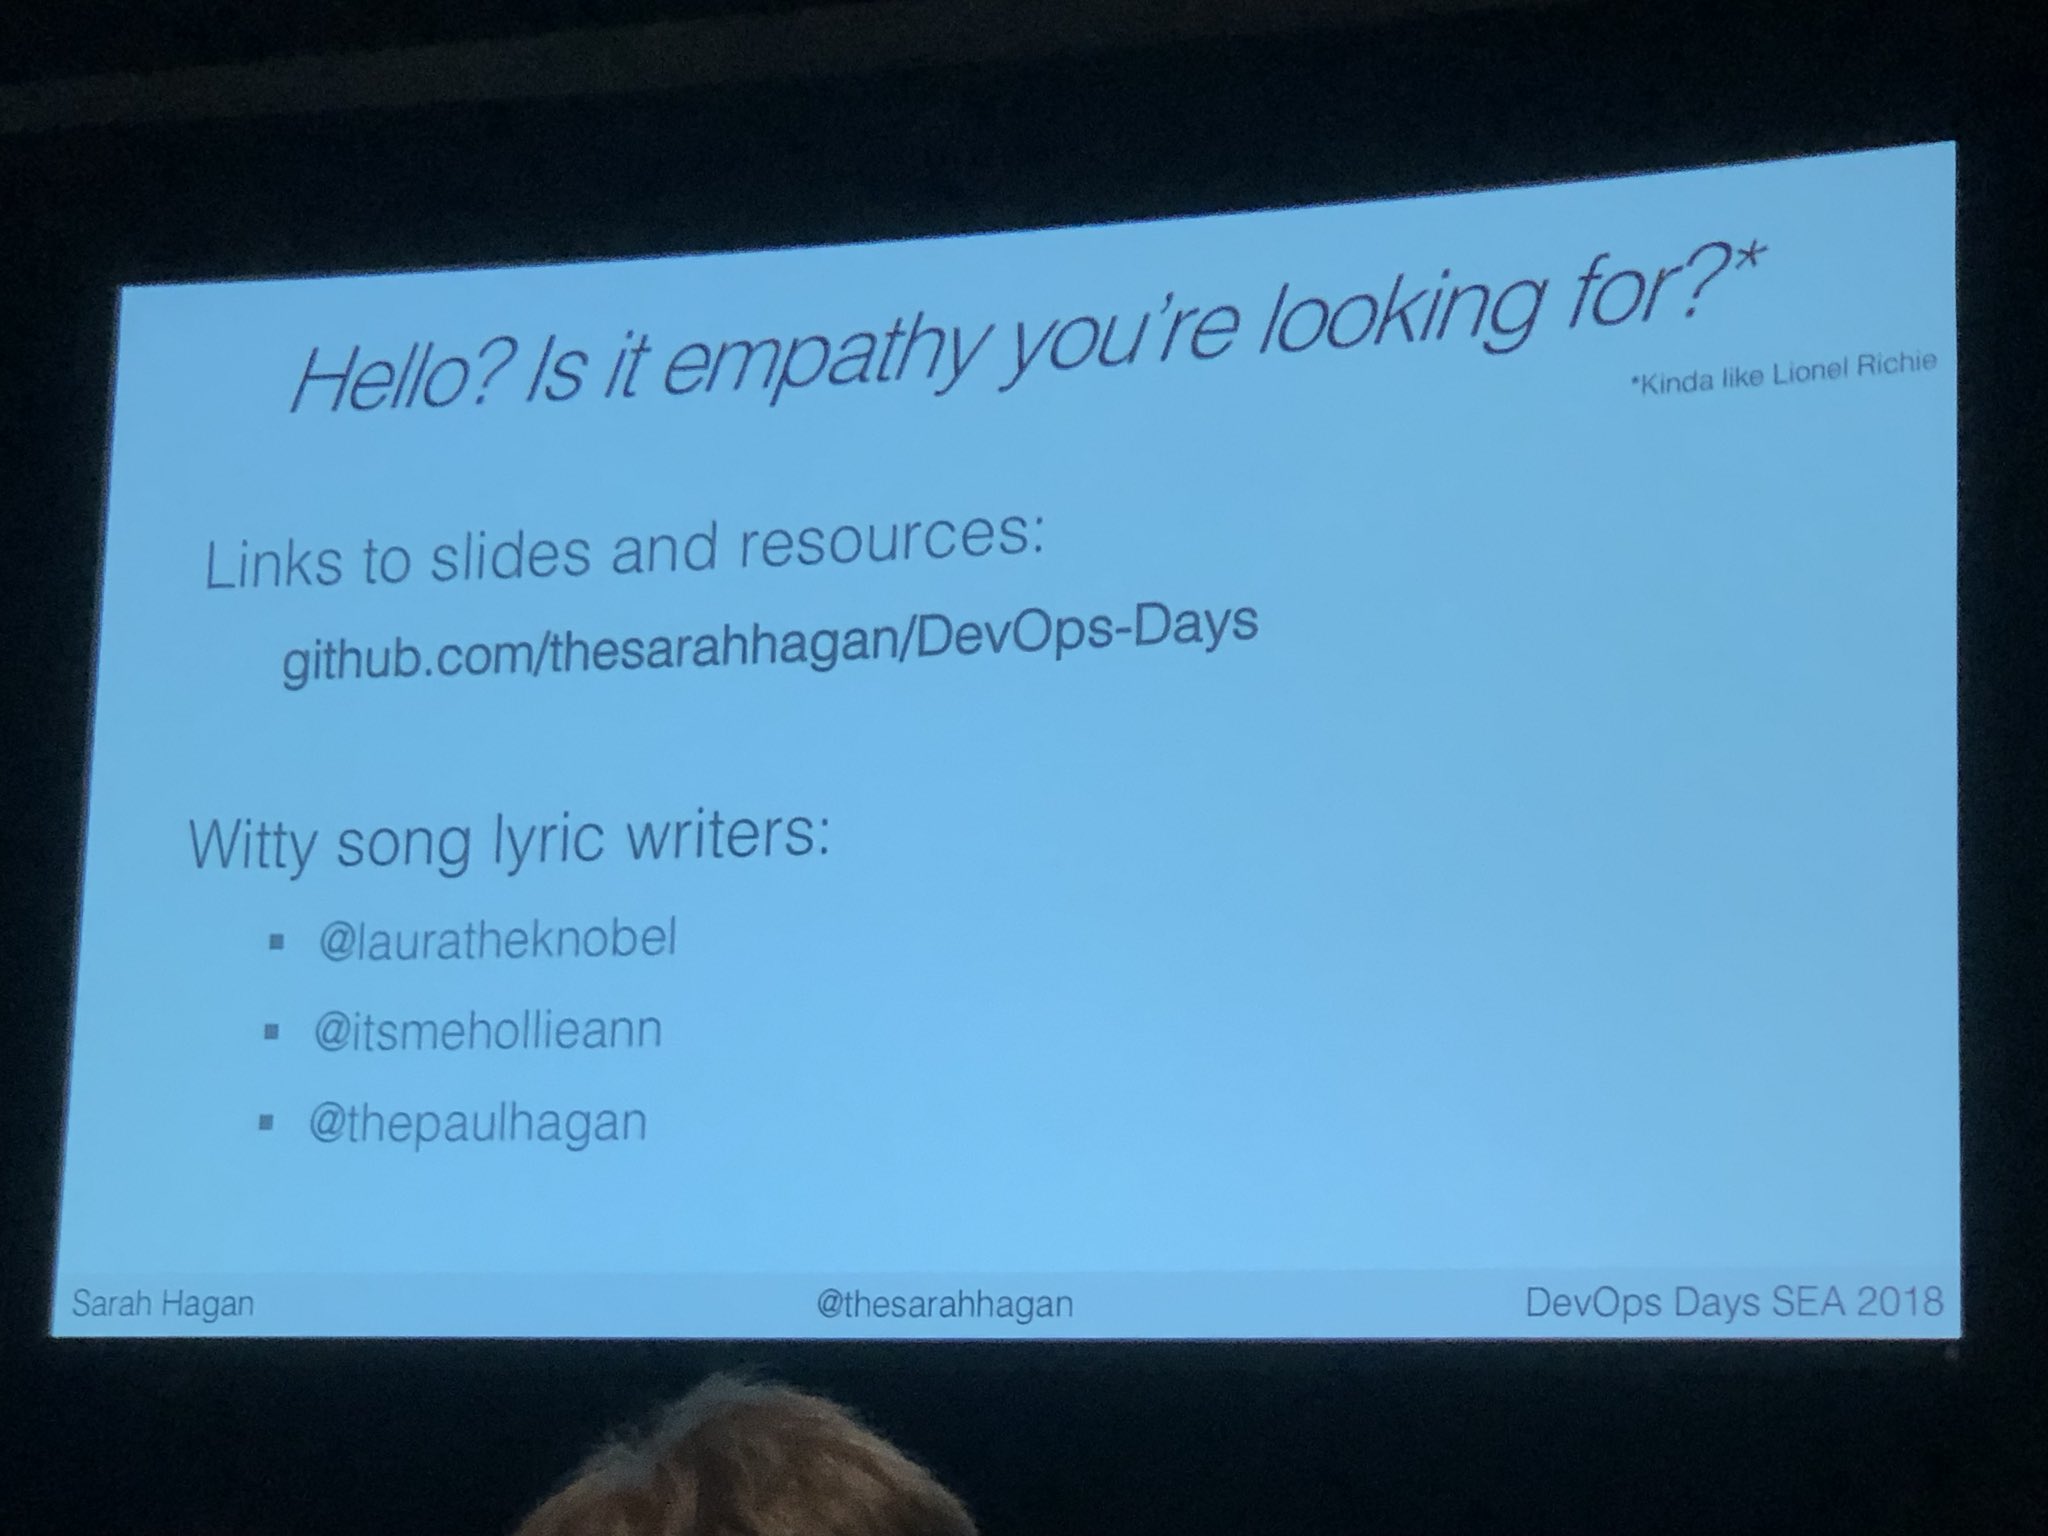 Hello? Is it empathy you're looking for?*
*Kinda like Lionel Richie
Links to slides and resources:
github.com/thesarahhagan/DevOps-Days
Witty song lyric writers:
▪ @lauratheknobel
▪ @itsmehollieann
▪ @thepaulhagan
Sarah Hagan
@thesarahhagan
DevOps Days SEA 2018